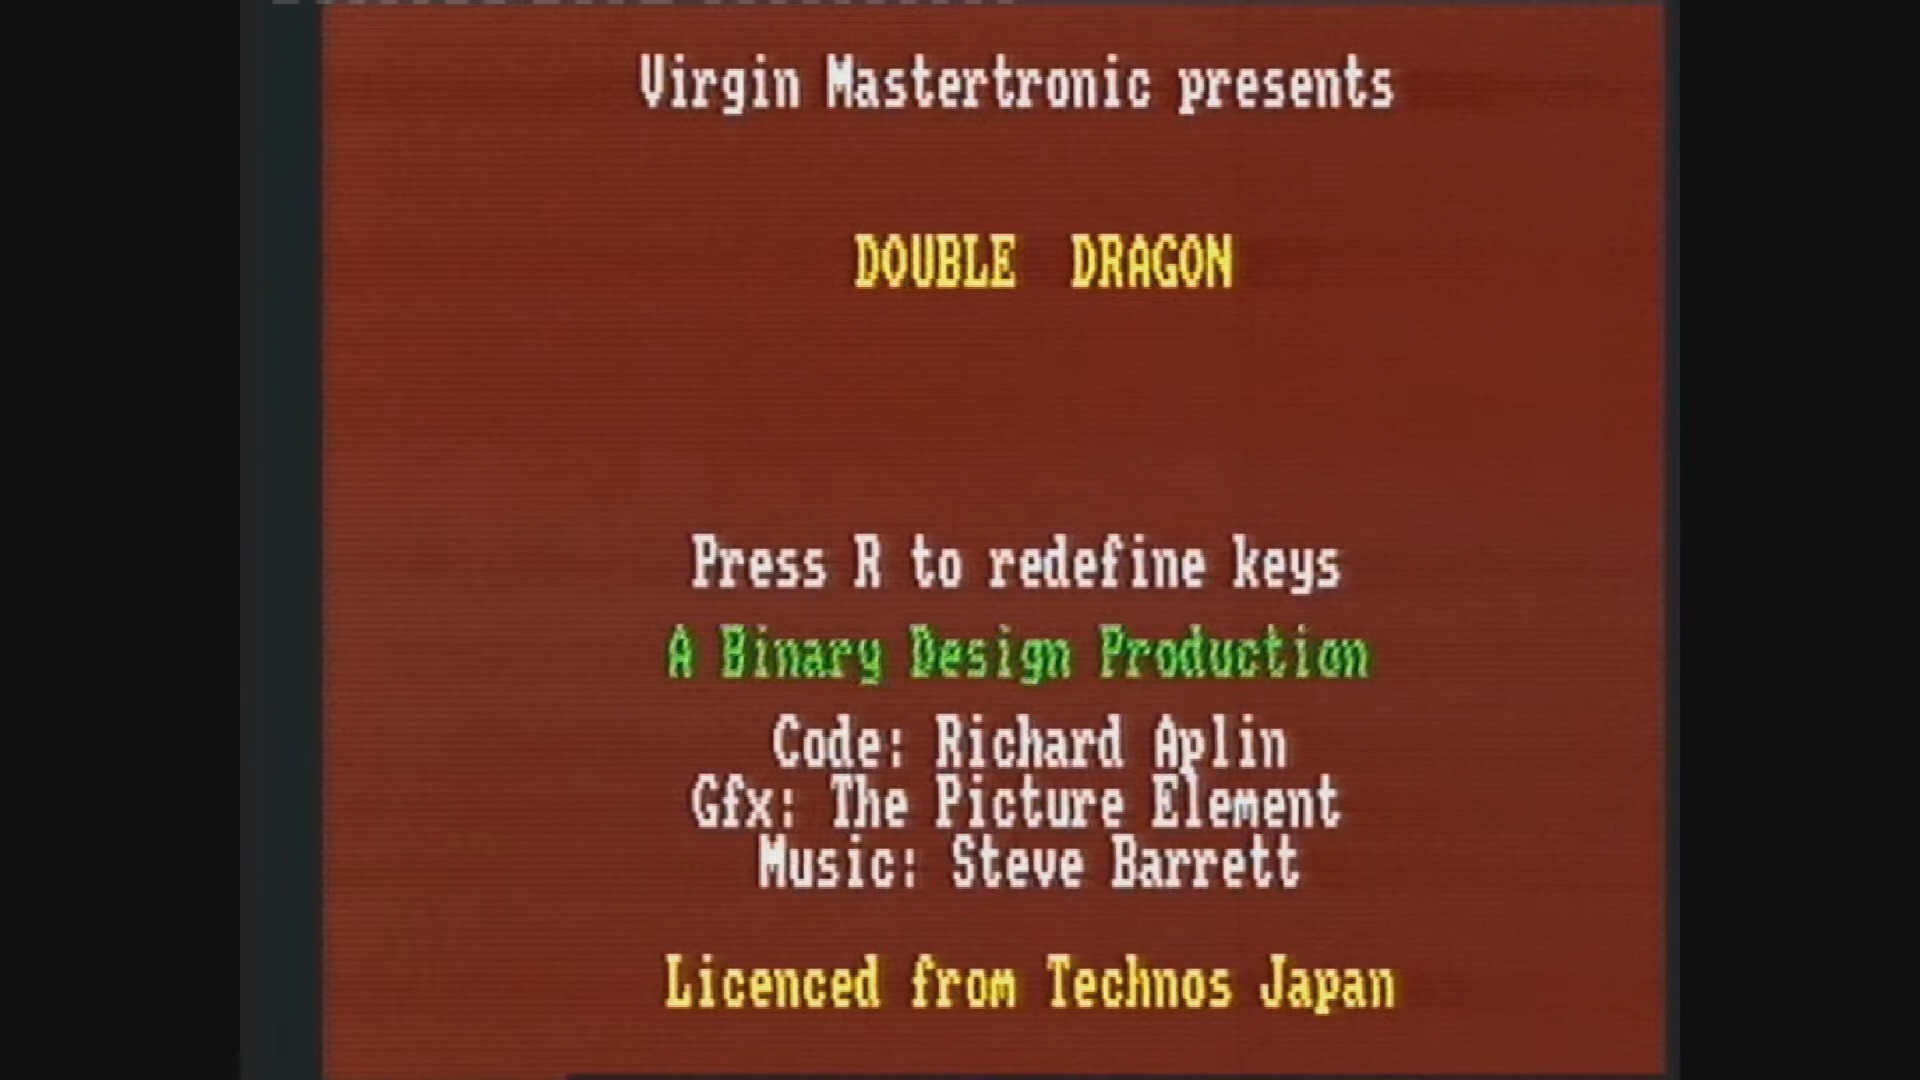 Virgin Mastertronic presents
DOUBLE DRAGON
Press R to redefine keys
A Binary Design Production
Code: Richard Aplin
Gfx: The Picture Element
Music: Steve Barrett
Licenced from Technos Japan